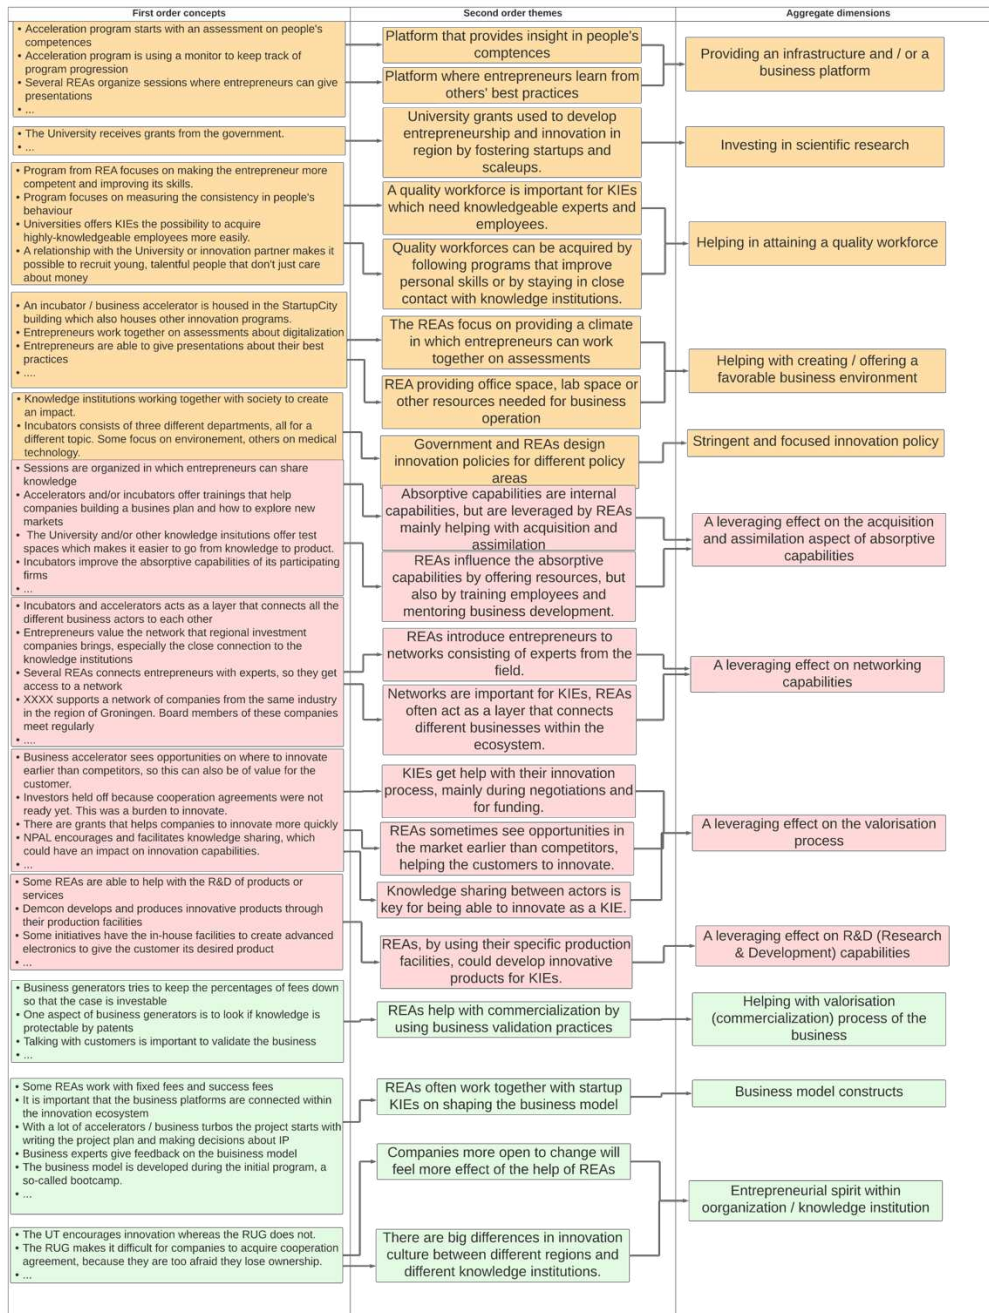 First order concepts
Second order themes
Aggregate dimensions
• Acceleration program starts with an assessment on people's
competences
• Acceleration program is using a monitor to keep track of
program progression
• Several REAs organize sessions where entrepreneurs can give
presentations
• ...
Platform that provides insight in people's
comptences
Platform where entrepreneurs learn from
others' best practices
Providing an infrastructure and / or a
business platform
• The University receives grants from the government.
• ...
University grants used to develop
entrepreneurship and innovation in
region by fostering startups and
scaleups.
Investing in scientific research
• Program from REA focuses on making the entrepreneur more
competent and improving its skills.
• Program focuses on measuring the consistency in people's
behaviour
• Universities offers KIEs the possibility to acquire
highly-knowledgeable employees more easily.
• A relationship with the University or innovation partner makes it
possible to recruit young, talentful people that don't just care
about money
A quality workforce is important for KIEs
which need knowledgeable experts and
employees.
Quality workforces can be acquired by
following programs that improve
personal skills or by staying in close
contact with knowledge institutions.
Helping in attaining a quality workforce
• An incubator / business accelerator is housed in the StartupCity
building which also houses other innovation programs.
• Entrepreneurs work together on assessments about digitalization
• Entrepreneurs are able to give presentations about their best
practices
• ....
The REAs focus on providing a climate
in which entrepreneurs can work
together on assessments
REA providing office space, lab space or
other resources needed for business
operation
Helping with creating / offering a
favorable business environment
• Knowledge institutions working together with society to create
an impact.
• Incubators consists of three different departments, all for a
different topic. Some focus on environement, others on medical
technology.
Government and REAs design
innovation policies for different policy
areas
Stringent and focused innovation policy
• Sessions are organized in which entrepreneurs can share
knowledge
• Accelerators and/or incubators offer trainings that help
companies building a busines plan and how to explore new
markets
• The University and/or other knowledge insitutions offer test
spaces which makes it easier to go from knowledge to product.
• Incubators improve the absorptive capabilities of its participating
firms
• ...
Absorptive capabilities are internal
capabilities, but are leveraged by REAs
mainly helping with acquisition and
assimilation
REAs influence the absorptive
capabilities by offering resources, but
also by training employees and
mentoring business development.
A leveraging effect on the acquisition
and assimilation aspect of absorptive
capabilities
• Incubators and accelerators acts as a layer that connects all the
different business actors to each other
• Entrepreneurs value the network that regional investment
companies brings, especially the close connection to the
knowledge institutions
• Several REAs connects entrepreneurs with experts, so they get
access to a network
• XXXX supports a network of companies from the same industry
in the region of Groningen. Board members of these companies
meet regularly
• ....
REAs introduce entrepreneurs to
networks consisting of experts from the
field.
Networks are important for KIEs, REAs
often act as a layer that connects
different businesses within the
ecosystem.
A leveraging effect on networking
capabilities
• Business accelerator sees opportunities on where to innovate
earlier than competitors, so this can also be of value for the
customer.
• Investors held off because cooperation agreements were not
ready yet. This was a burden to innovate.
• There are grants that helps companies to innovate more quickly
• NPAL encourages and facilitates knowledge sharing, which
could have an impact on innovation capabilities.
• ...
KIEs get help with their innovation
process, mainly during negotiations and
for funding.
REAs sometimes see opportunities in
the market earlier than competitors,
helping the customers to innovate.
Knowledge sharing between actors is
key for being able to innovate as a KIE.
A leveraging effect on the valorisation
process
• Some REAs are able to help with the R&D of products or
services
• Demcon develops and produces innovative products through
their production facilities
• Some initiatives have the in-house facilities to create advanced
electronics to give the customer its desired product
• ...
REAs, by using their specific production
facilities, could develop innovative
products for KIEs.
A leveraging effect on R&D (Research
& Development) capabilities
• Business generators tries to keep the percentages of fees down
so that the case is investable
• One aspect of business generators is to look if knowledge is
protectable by patents
• Talking with customers is important to validate the business
• ...
REAs help with commercialization by
using business validation practices
Helping with valorisation
(commercialization) process of the
business
• Some REAs work with fixed fees and success fees
• It is important that the business platforms are connected within
the innovation ecosystem
• With a lot of accelerators / business turbos the project starts with
writing the project plan and making decisions about IP
• Business experts give feedback on the buisiness model
• The business model is developed during the initial program, a
so-called bootcamp.
• ...
REAs often work together with startup
KIEs on shaping the business model
Business model constructs
Companies more open to change will
feel more effect of the help of REAs
Entrepreneurial spirit within
oorganization / knowledge institution
• The UT encourages innovation whereas the RUG does not.
• The RUG makes it difficult for companies to acquire cooperation
agreement, because they are too afraid they lose ownership.
• ...
There are big differences in innovation
culture between different regions and
different knowledge institutions.